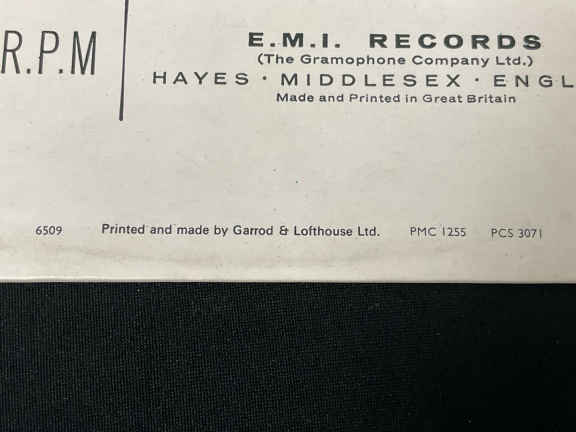 R.P.M
E.M.I. RECORDS
(The Gramophone Company Ltd.)
HAYES · MIDDLESEX · ENGL
Made and Printed in Great Britain
6509 Printed and made by Garrod & Lofthouse Ltd. PMC 1255 PCS 3071